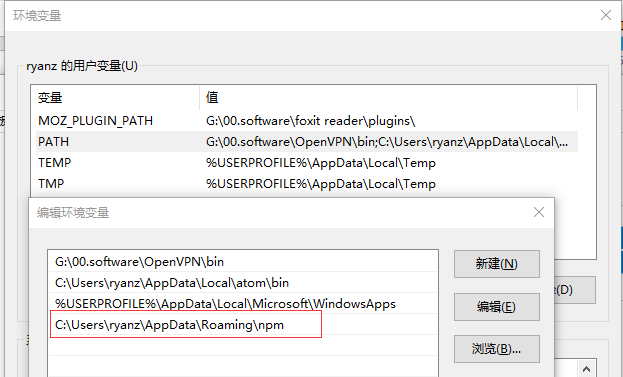 环境变量
ryanz 的用户变量(U)
变量 值
MOZ_PLUGIN_PATH G:\00.software\foxit reader\plugins\
PATH G:\00.software\OpenVPN\bin;C:\Users\ryanz\AppData\Local\...
TEMP %USERPROFILE%\AppData\Local\Temp
TMP %USERPROFILE%\AppData\Local\Temp
编辑环境变量
G:\00.software\OpenVPN\bin
新建(N)
C:\Users\ryanz\AppData\Local\atom\bin
%USERPROFILE%\AppData\Local\Microsoft\WindowsApps
编辑(E)
(D)
C:\Users\ryanz\AppData\Roaming\npm
浏览(B)...